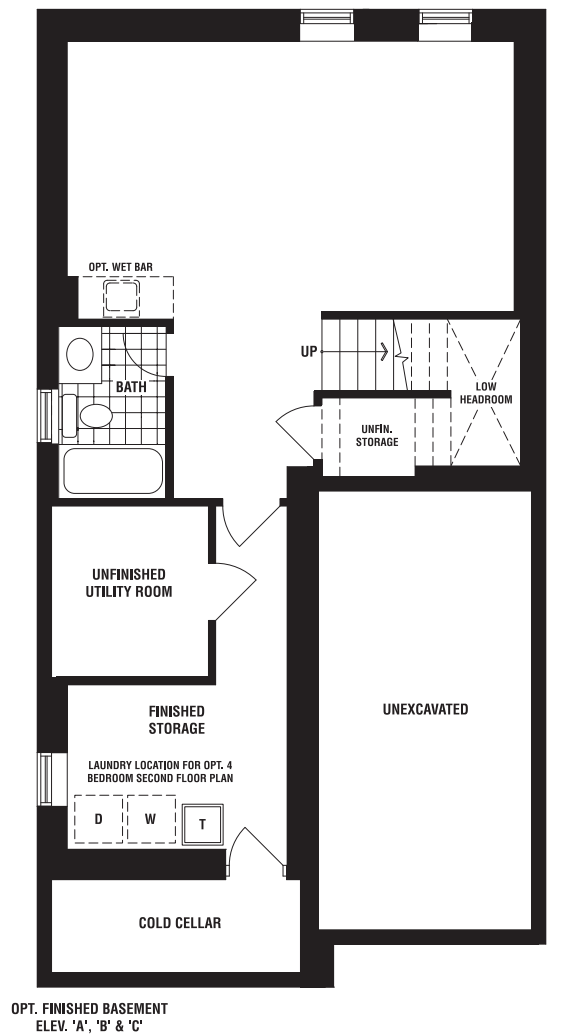 OPT. WET BAR
UP
BATH
LOW
HEADROOM
UNFIN.
STORAGE
UNFINISHED
UTILITY ROOM
FINISHED
STORAGE
UNEXCAVATED
LAUNDRY LOCATION FOR OPT. 4
BEDROOM SECOND FLOOR PLAN
D W T
COLD CELLAR
OPT. FINISHED BASEMENT
ELEV. 'A', 'B' & 'C'